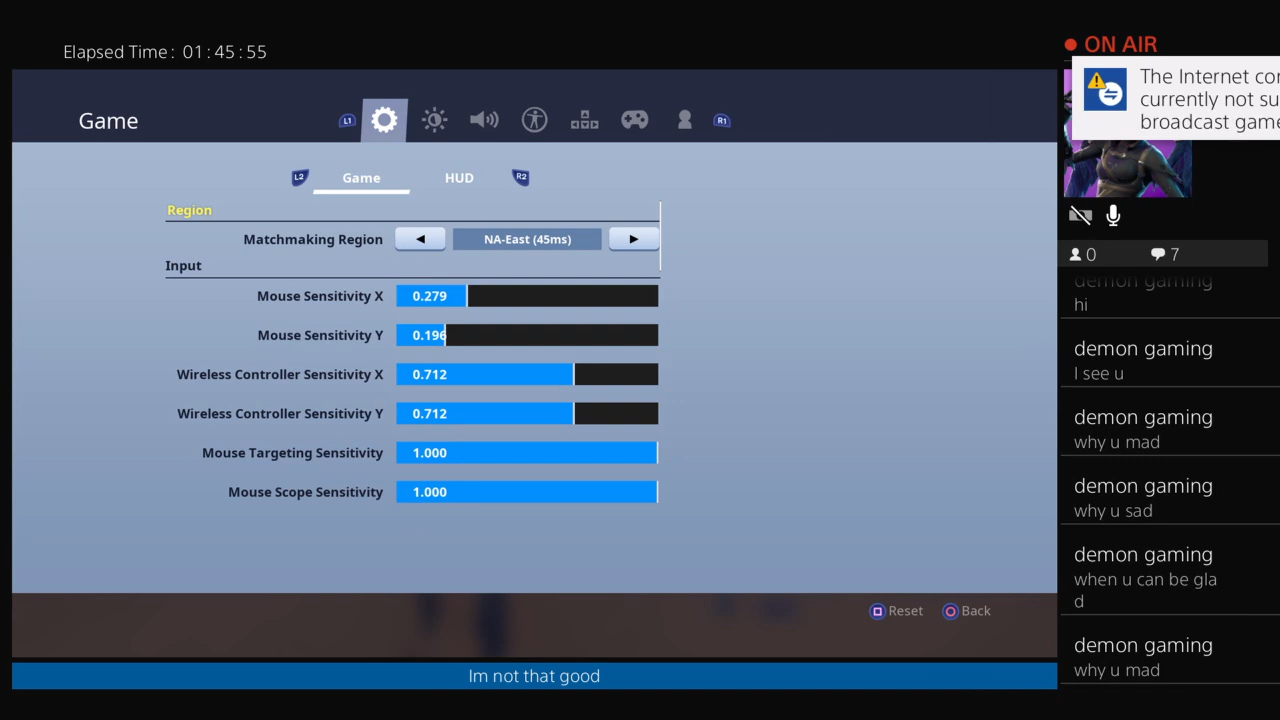 Elapsed Time: 01:45:55
ON AIR
The Internet
currently not
broadcast
Game
L1
R1
L2
Game
HUD
R2
Region
Matchmaking Region
NA-East (45ms)
Input
Mouse Sensitivity X
0.279
Mouse Sensitivity Y
0.196
Wireless Controller Sensitivity X
0.712
Wireless Controller Sensitivity Y
0.712
Mouse Targeting Sensitivity
1.000
Mouse Scope Sensitivity
1.000
Reset
Back
Im not that good
0
7
demon gaming
hi
demon gaming
I see u
demon gaming
why u mad
demon gaming
why u sad
demon gaming
when u can be gla
d
demon gaming
why u mad